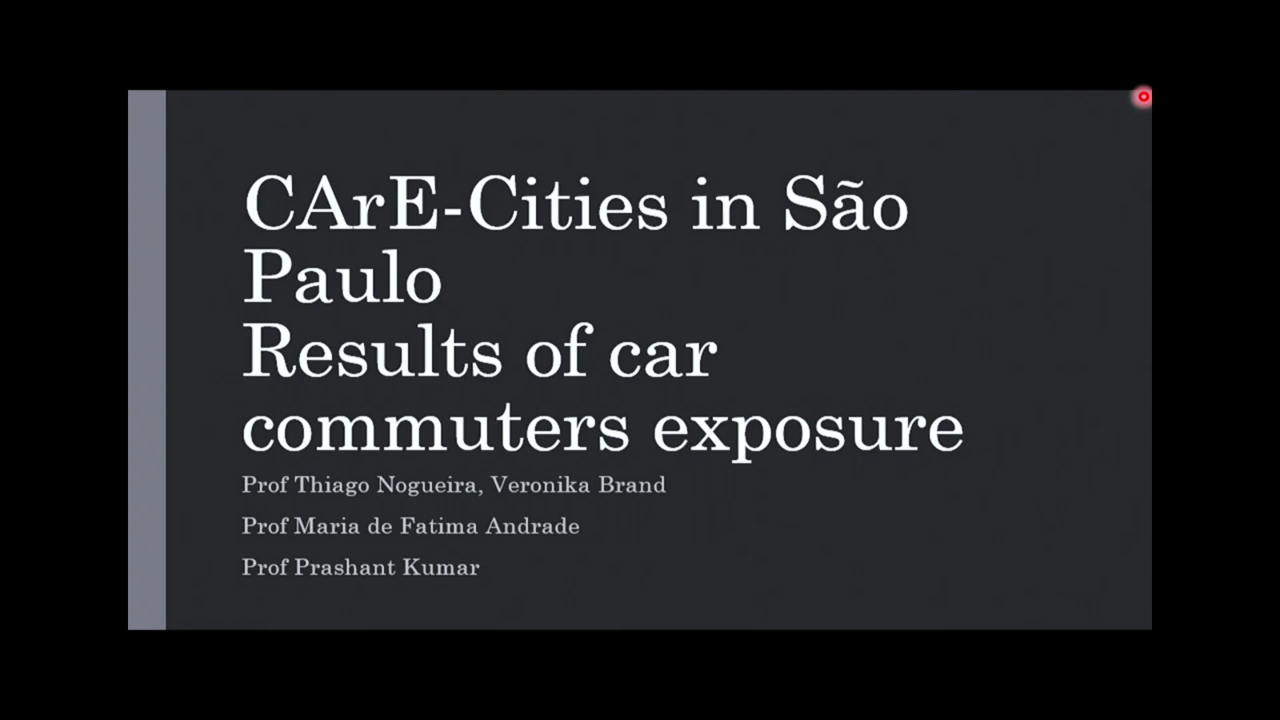 CArE-Cities in São
Paulo
Results of car
commuters exposure
Prof Thiago Nogueira, Veronika Brand
Prof Maria de Fatima Andrade
Prof Prashant Kumar